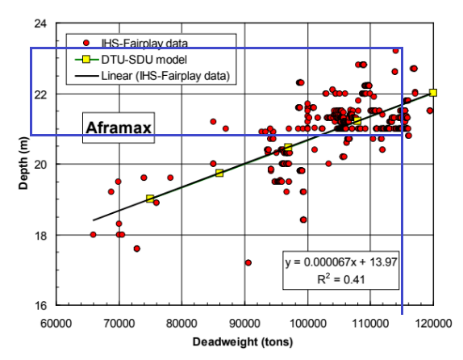 24
22
20
18
16
Depth (m)
IHS-Fairplay data
DTU-SDU model
Linear (IHS-Fairplay data)
Aframax
y = 0.000067x + 13.97
R² = 0.41
60000 70000 80000 90000 100000 110000 120000
Deadweight (tons)